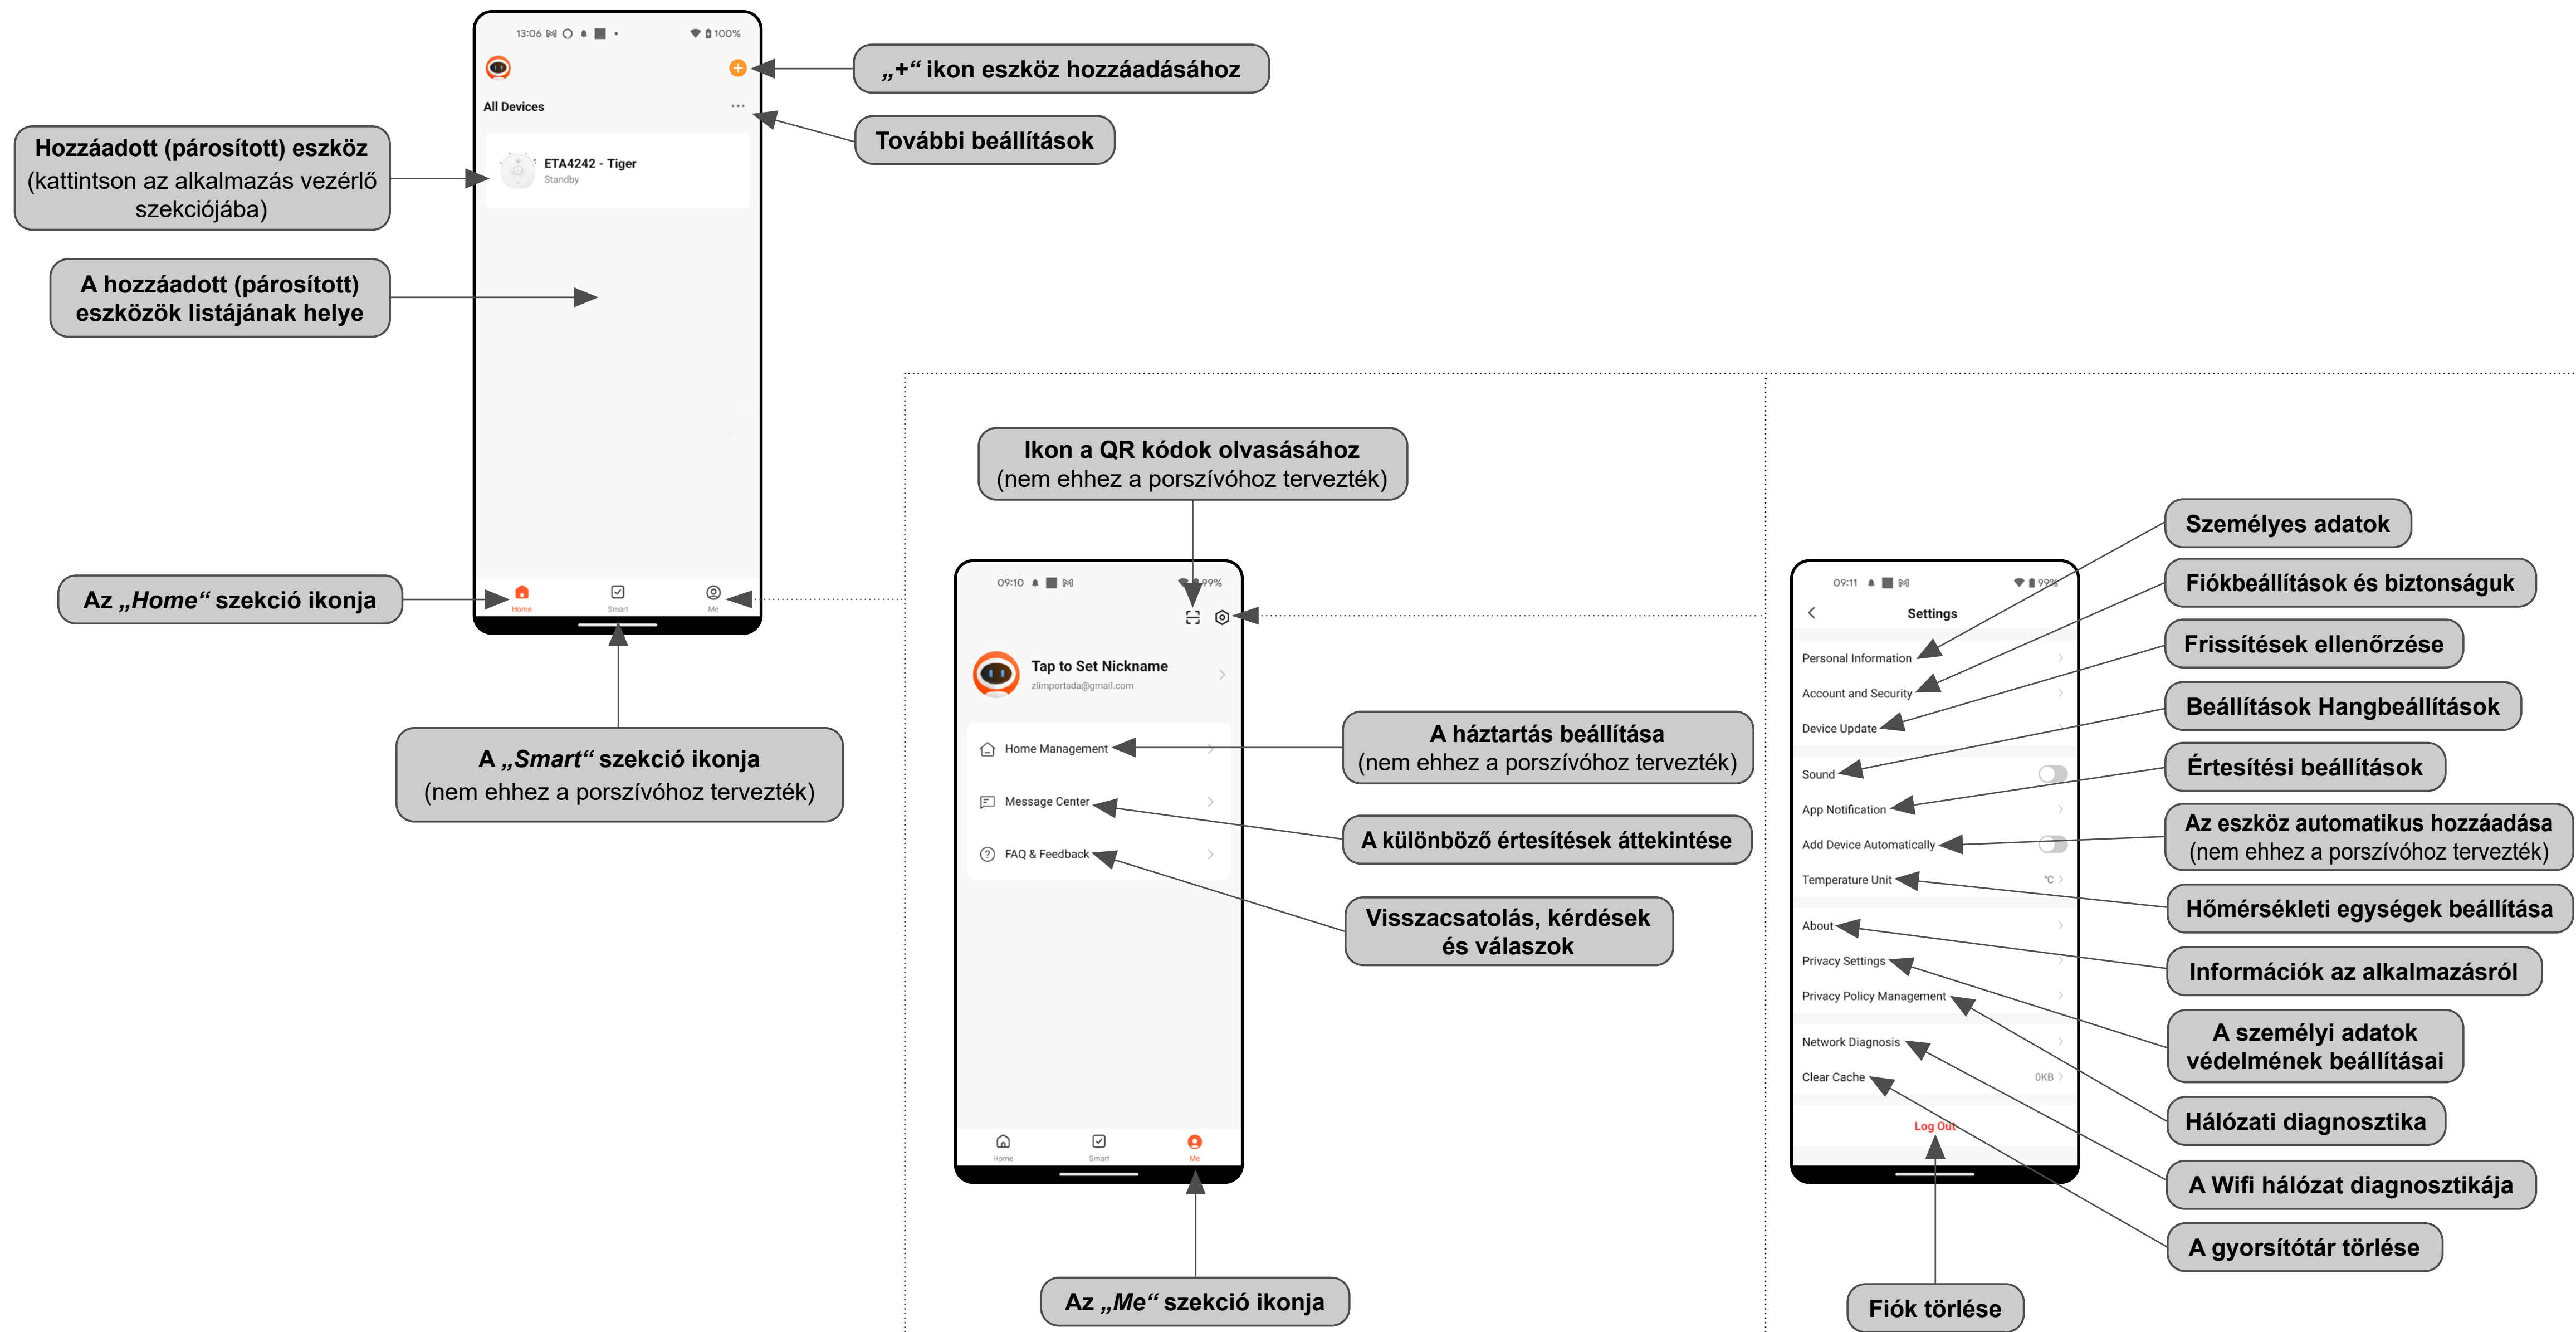 13:06
100%
„+“ ikon eszköz hozzáadásához
All Devices
További beállítások
Hozzáadott (párosított) eszköz
(kattintson az alkalmazás vezérlő
szekciójába)
ETA4242 - Tiger
Standby
A hozzáadott (párosított)
eszközök listájának helye
Az „Home“ szekció ikonja
Home
Smart
Me
A „Smart“ szekció ikonja
(nem ehhez a porszívóhoz tervezték)
Ikon a QR kódok olvasásához
(nem ehhez a porszívóhoz tervezték)
09:10
99%
Tap to Set Nickname
zlimportsda@gmail.com
Home Management
Message Center
FAQ & Feedback
A háztartás beállítása
(nem ehhez a porszívóhoz tervezték)
A különböző értesítések áttekintése
Visszacsatolás, kérdések
és válaszok
Home
Smart
Me
Az „Me“ szekció ikonja
09:11
99%
Settings
Personal Information
Account and Security
Device Update
Sound
App Notification
Add Device Automatically
Temperature Unit
°C
About
Privacy Settings
Privacy Policy Management
Network Diagnosis
Clear Cache
0KB
Log Out
Személyes adatok
Fiókbeállítások és biztonságuk
Frissítések ellenőrzése
Beállítások Hangbeállítások
Értesítési beállítások
Az eszköz automatikus hozzáadása
(nem ehhez a porszívóhoz tervezték)
Hőmérsékleti egységek beállítása
Információk az alkalmazásról
A személyi adatok
védelmének beállításai
Hálózati diagnosztika
A Wifi hálózat diagnosztikája
A gyorsítótár törlése
Fiók törlése